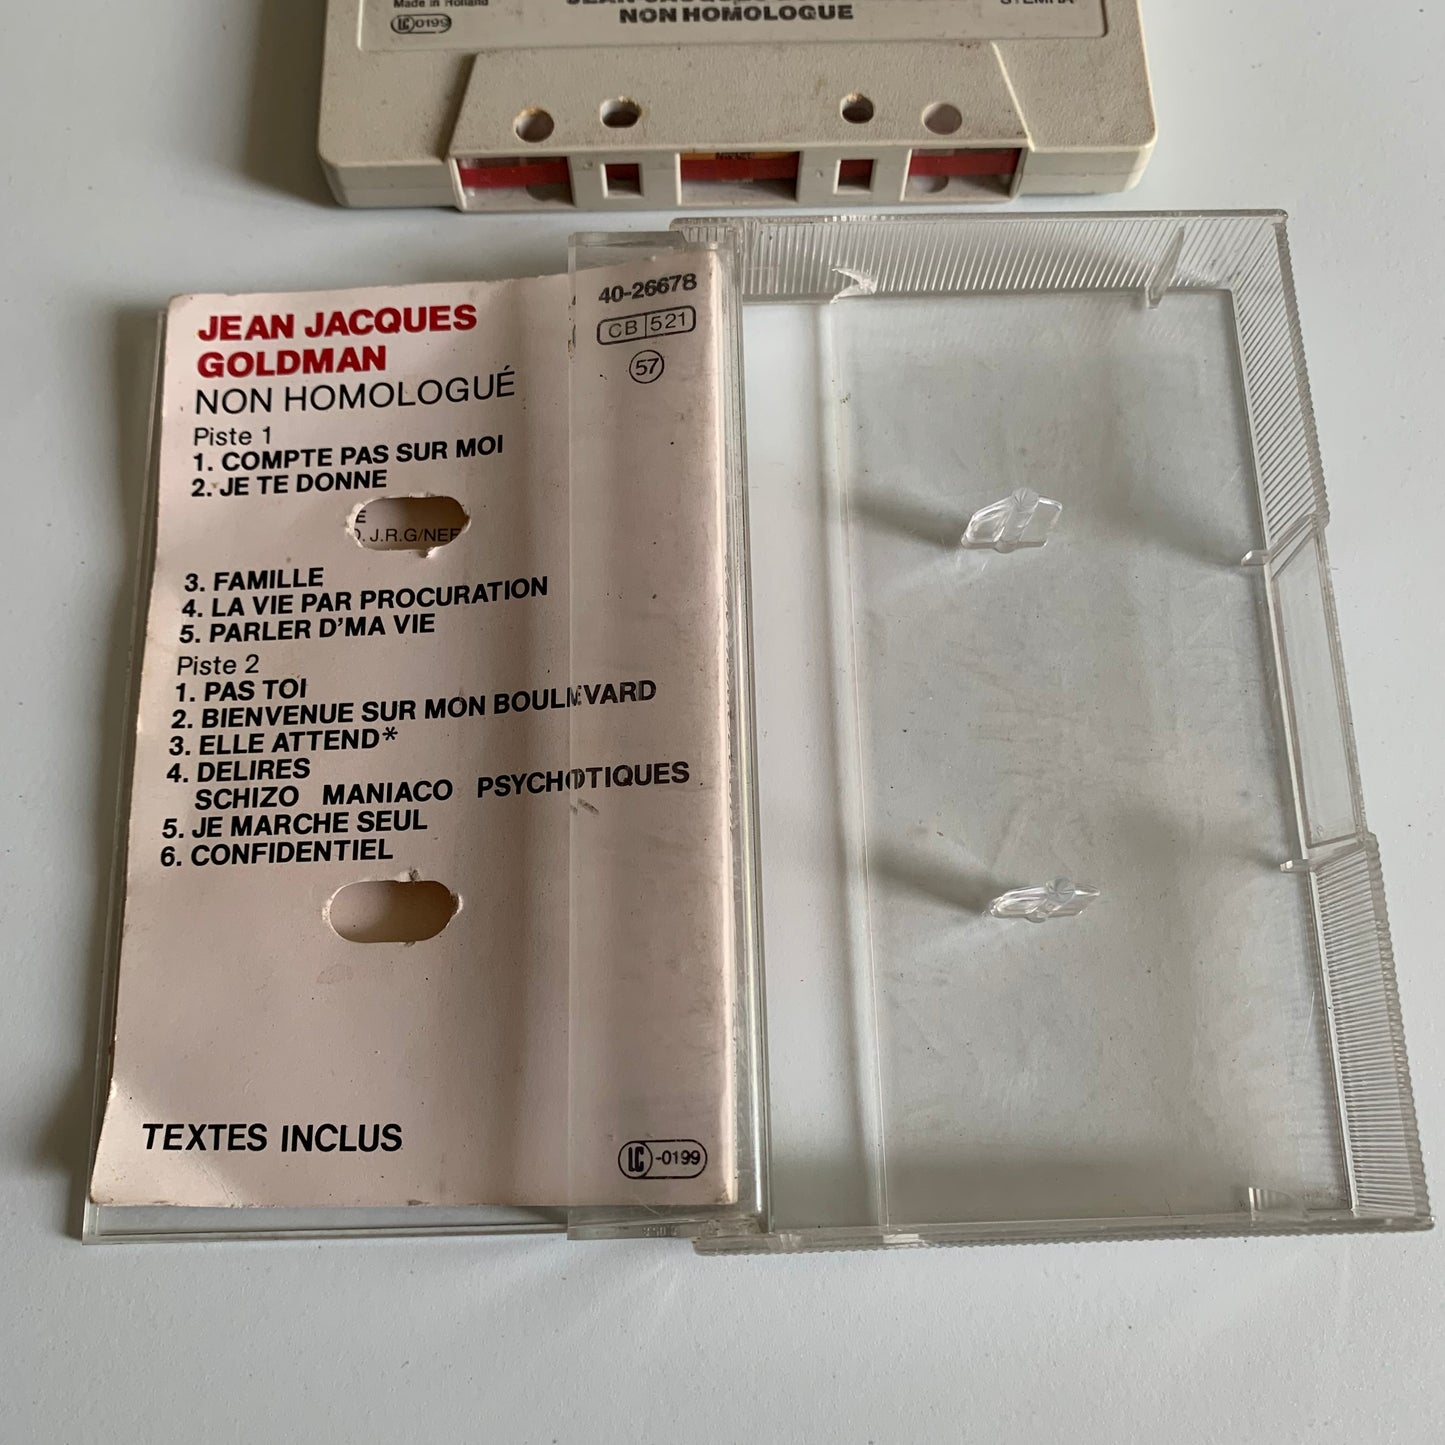 Made in Holland
LC 0199
NON HOMOLOGUE
STEMRA
JEAN JACQUES
GOLDMAN
NON HOMOLOGUÉ
Piste 1
1. COMPTE PAS SUR MOI
2. JE TE DONNE
E
J.R.G/NEF
3. FAMILLE
4. LA VIE PAR PROCURATION
5. PARLER D'MA VIE
Piste 2
1. PAS TOI
2. BIENVENUE SUR MON BOULEVARD
3. ELLE ATTEND*
4. DELIRES
SCHIZO MANIACO PSYCHOTIQUES
5. JE MARCHE SEUL
6. CONFIDENTIEL
TEXTES INCLUS
40-26678
CB 521
57
LC -0199